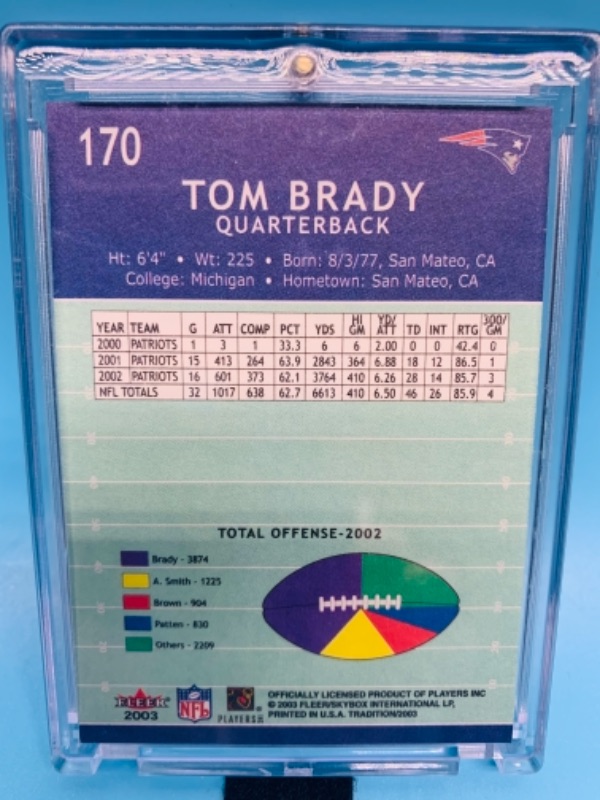 170
TOM BRADY
QUARTERBACK
Ht: 6'4" • Wt: 225 • Born: 8/3/77, San Mateo, CA
College: Michigan • Hometown: San Mateo, CA
YEAR TEAM G ATT COMP PCT YDS HI GM YD/ATT TD INT RTG 300/GM
2000 PATRIOTS 1 3 1 33.3 6 6 2.00 0 0 42.4 0
2001 PATRIOTS 15 413 264 63.9 2843 364 6.88 18 12 86.5 1
2002 PATRIOTS 16 601 373 62.1 3764 410 6.26 28 14 85.7 3
NFL TOTALS 32 1017 638 62.7 6613 410 6.50 46 26 85.9 4
TOTAL OFFENSE-2002
Brady - 3874
A. Smith - 1225
Brown - 904
Patten - 830
Others - 2209
FLEER
2003
NFL
PLAYERS INC
OFFICIALLY LICENSED PRODUCT OF PLAYERS INC
© 2003 FLEER/SKYBOX INTERNATIONAL LP,
PRINTED IN U.S.A. TRADITION/2003